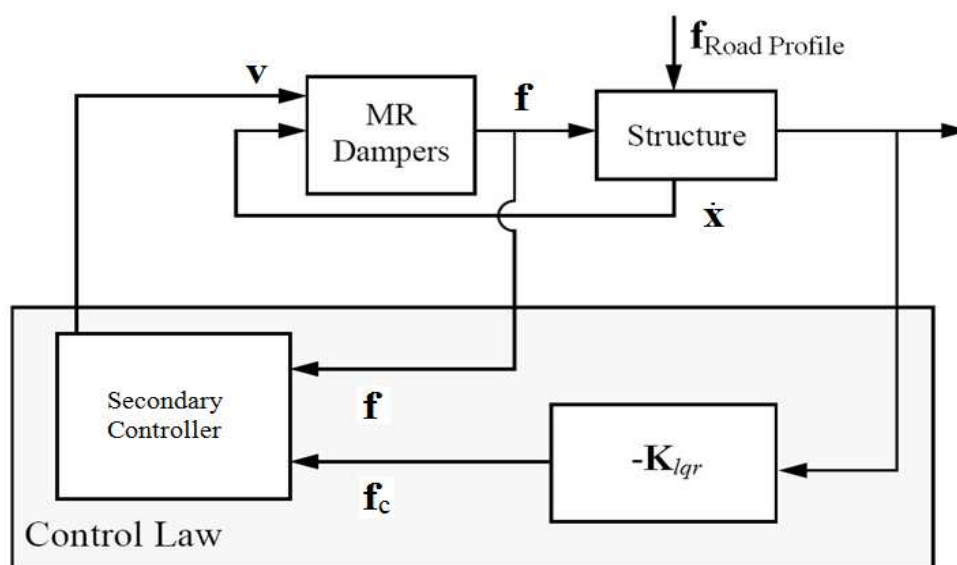 f_Road Profile
v
f
MR
Dampers
Structure
ẋ
f
Secondary
Controller
-K_lqr
f_c
Control Law